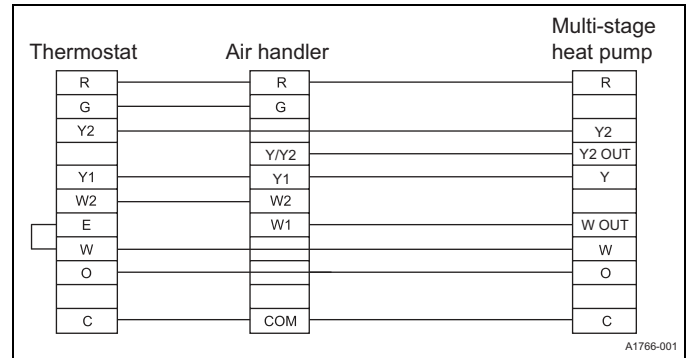 Multi-stage
Thermostat Air handler heat pump
R R R
G G
Y2 Y2
Y/Y2 Y2 OUT
Y1 Y1 Y
W2 W2
E W1 W OUT
W W
O O
C COM C
A1766-001